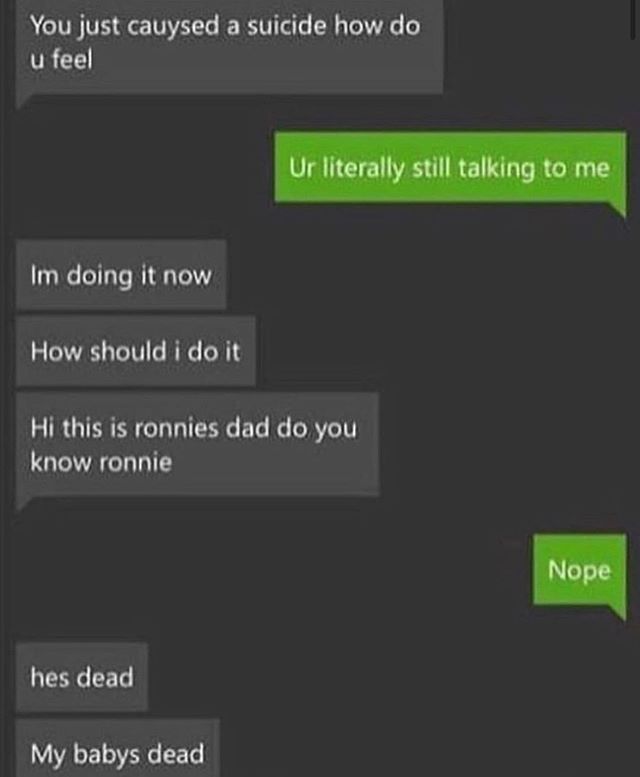 You just cauysed a suicide how do
u feel
Ur literally still talking to me
Im doing it now
How should i do it
Hi this is ronnies dad do you
know ronnie
Nope
hes dead
My babys dead